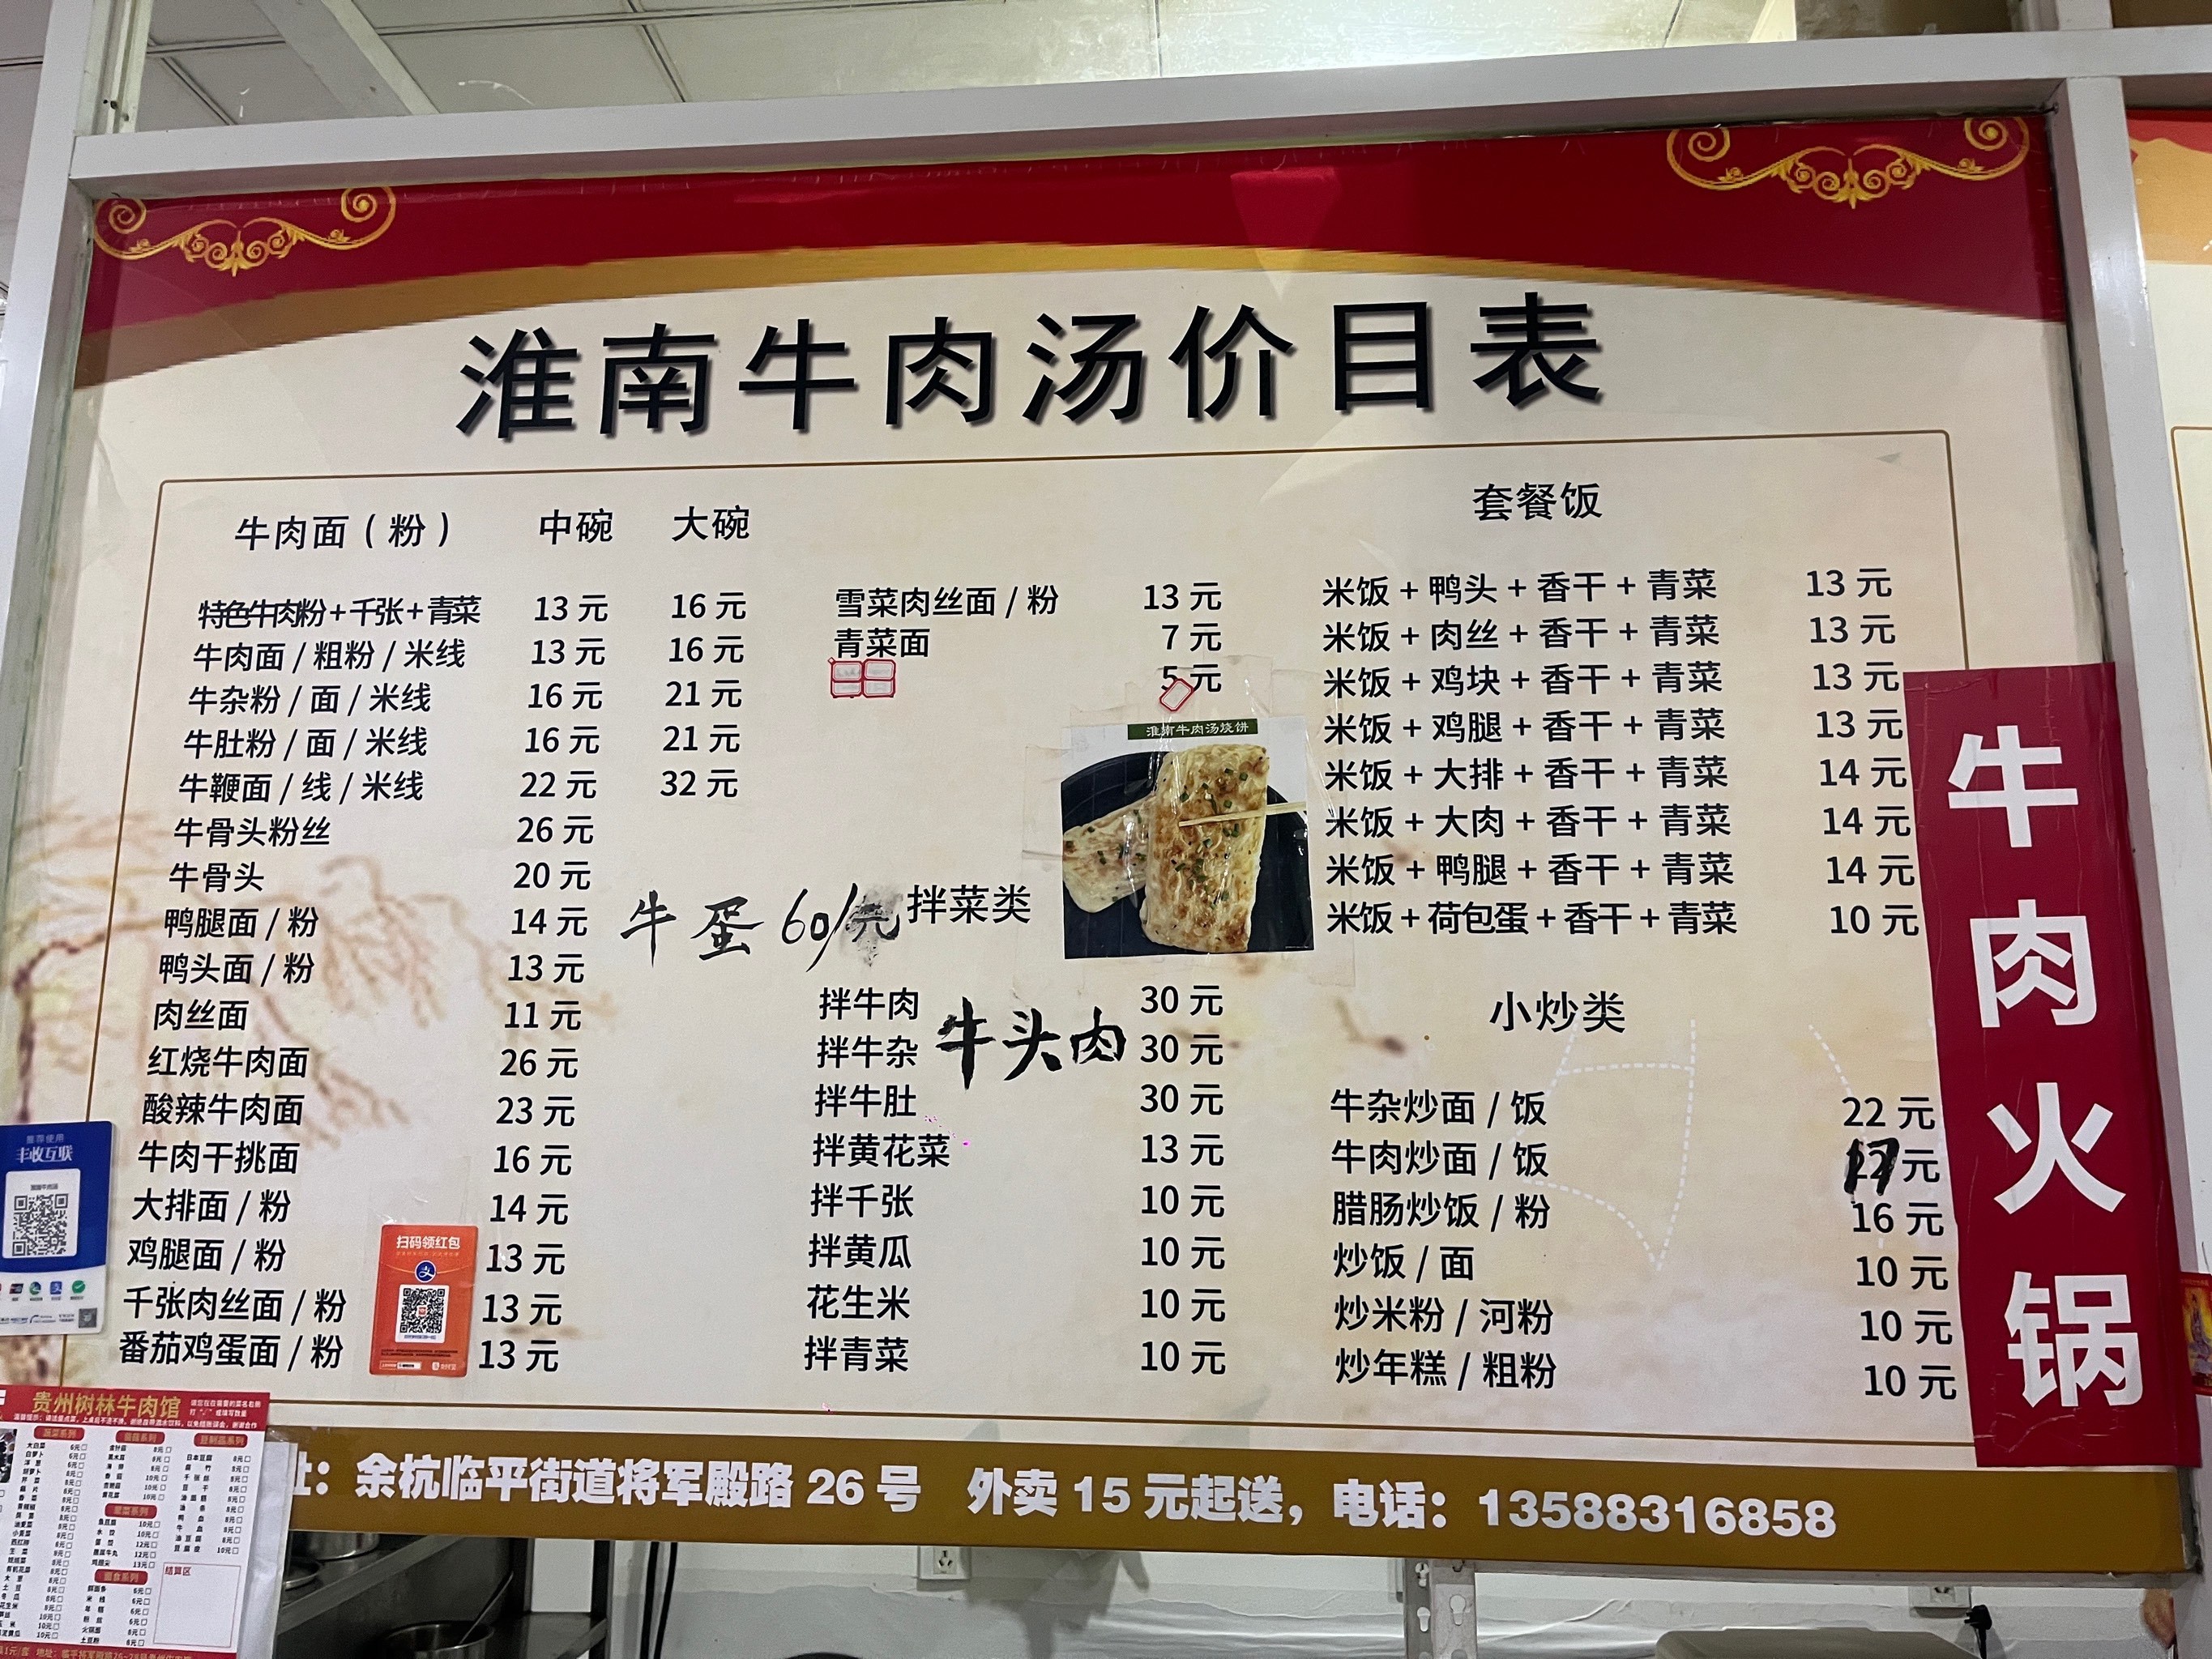 淮南牛肉汤价目表
牛肉面(粉) 中碗 大碗
特色牛肉粉+千张+青菜 13元 16元
牛肉面/粗粉/米线 13元 16元
牛杂粉/面/米线 16元 21元
牛肚粉/面/米线 16元 21元
牛鞭面/线/米线 22元 32元
牛骨头粉丝 26元
牛骨头 20元
鸭腿面/粉 14元
鸭头面/粉 13元
肉丝面 11元
红烧牛肉面 26元
酸辣牛肉面 23元
牛肉干挑面 16元
大排面/粉 14元
鸡腿面/粉 13元
千张肉丝面/粉 13元
番茄鸡蛋面/粉 13元
雪菜肉丝面/粉 13元
青菜面 7元
5元
淮南牛肉汤烧饼
牛蛋 60/元
拌菜类
拌牛肉 30元
牛头肉
拌牛杂 30元
拌牛肚 30元
拌黄花菜 13元
拌千张 10元
拌黄瓜 10元
花生米 10元
拌青菜 10元
套餐饭
米饭+鸭头+香干+青菜 13元
米饭+肉丝+香干+青菜 13元
米饭+鸡块+香干+青菜 13元
米饭+鸡腿+香干+青菜 13元
米饭+大排+香干+青菜 14元
米饭+大肉+香干+青菜 14元
米饭+鸭腿+香干+青菜 14元
米饭+荷包蛋+香干+青菜 10元
小炒类
牛杂炒面/饭 22元
牛肉炒面/饭 17元
腊肠炒饭/粉 16元
炒饭/面 10元
炒米粉/河粉 10元
炒年糕/粗粉 10元
牛肉火锅
推荐使用
丰收互联
扫码领红包
贵州树林牛肉馆
蔬菜系列
豆制品系列
结算区
址：余杭临平街道将军殿路26号 外卖15元起送，电话：13588316858